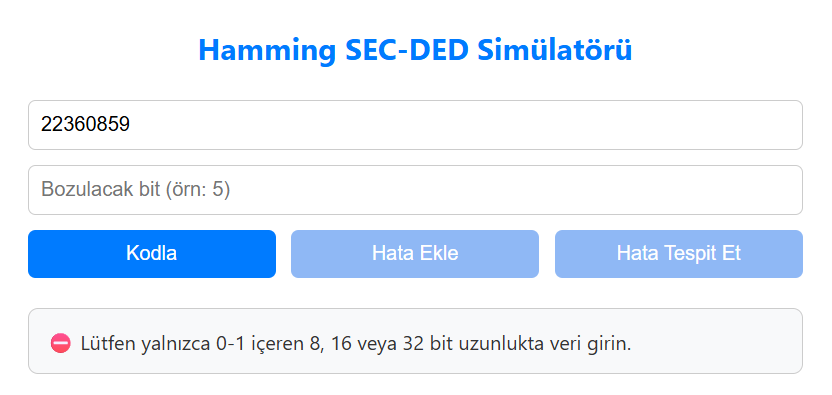 Hamming SEC-DED Simülatörü
22360859
Bozulacak bit (örn: 5)
Kodla
Hata Ekle
Hata Tespit Et
Lütfen yalnızca 0-1 içeren 8, 16 veya 32 bit uzunlukta veri girin.